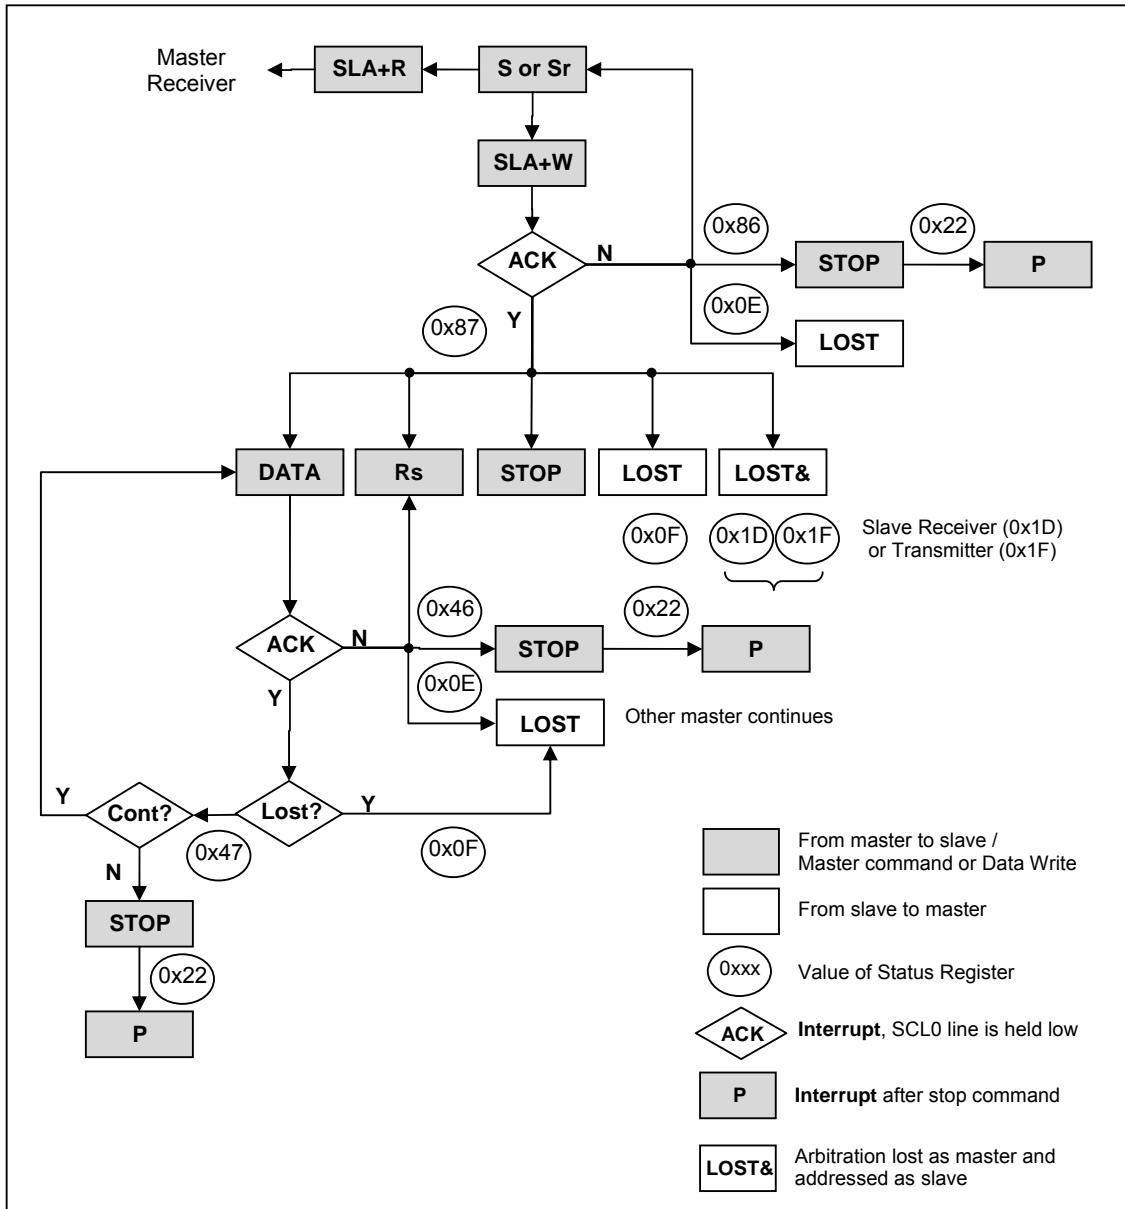 Master
Receiver
SLA+R
S or Sr
SLA+W
ACK
N
0x86
STOP
0x22
P
0x0E
LOST
Y
0x87
DATA
Rs
STOP
LOST
LOST&
0x0F
0x1D
0x1F
Slave Receiver (0x1D)
or Transmitter (0x1F)
ACK
N
0x46
STOP
0x22
P
0x0E
LOST
Other master continues
Y
Lost?
Y
0x0F
Cont?
Y
0x47
N
STOP
0x22
P
From master to slave /
Master command or Data Write
From slave to master
0xxx
Value of Status Register
ACK
Interrupt, SCL0 line is held low
P
Interrupt after stop command
LOST&
Arbitration lost as master and
addressed as slave